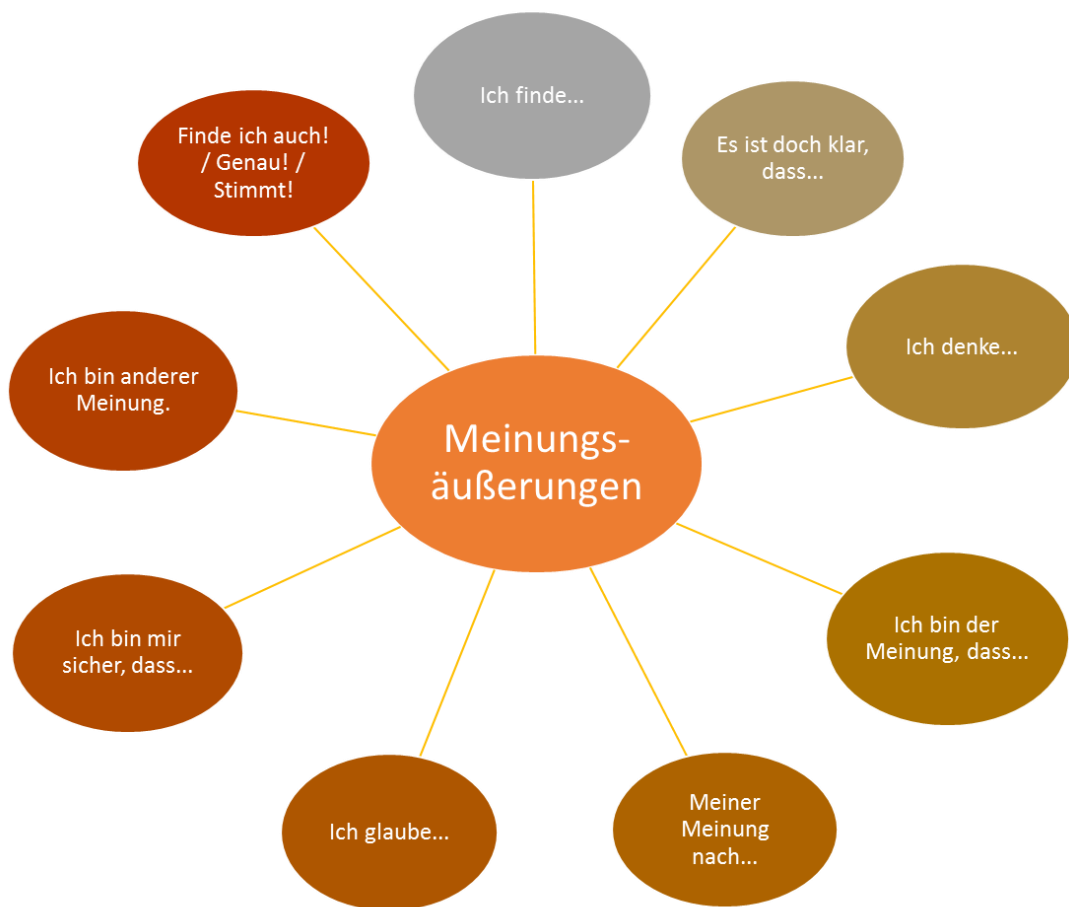 Ich finde...
Es ist doch klar,
dass...
Ich denke...
Ich bin der
Meinung, dass...
Meiner
Meinung
nach...
Ich glaube...
Ich bin mir
sicher, dass...
Ich bin anderer
Meinung.
Finde ich auch!
/ Genau! /
Stimmt!
Meinungs-
äußerungen